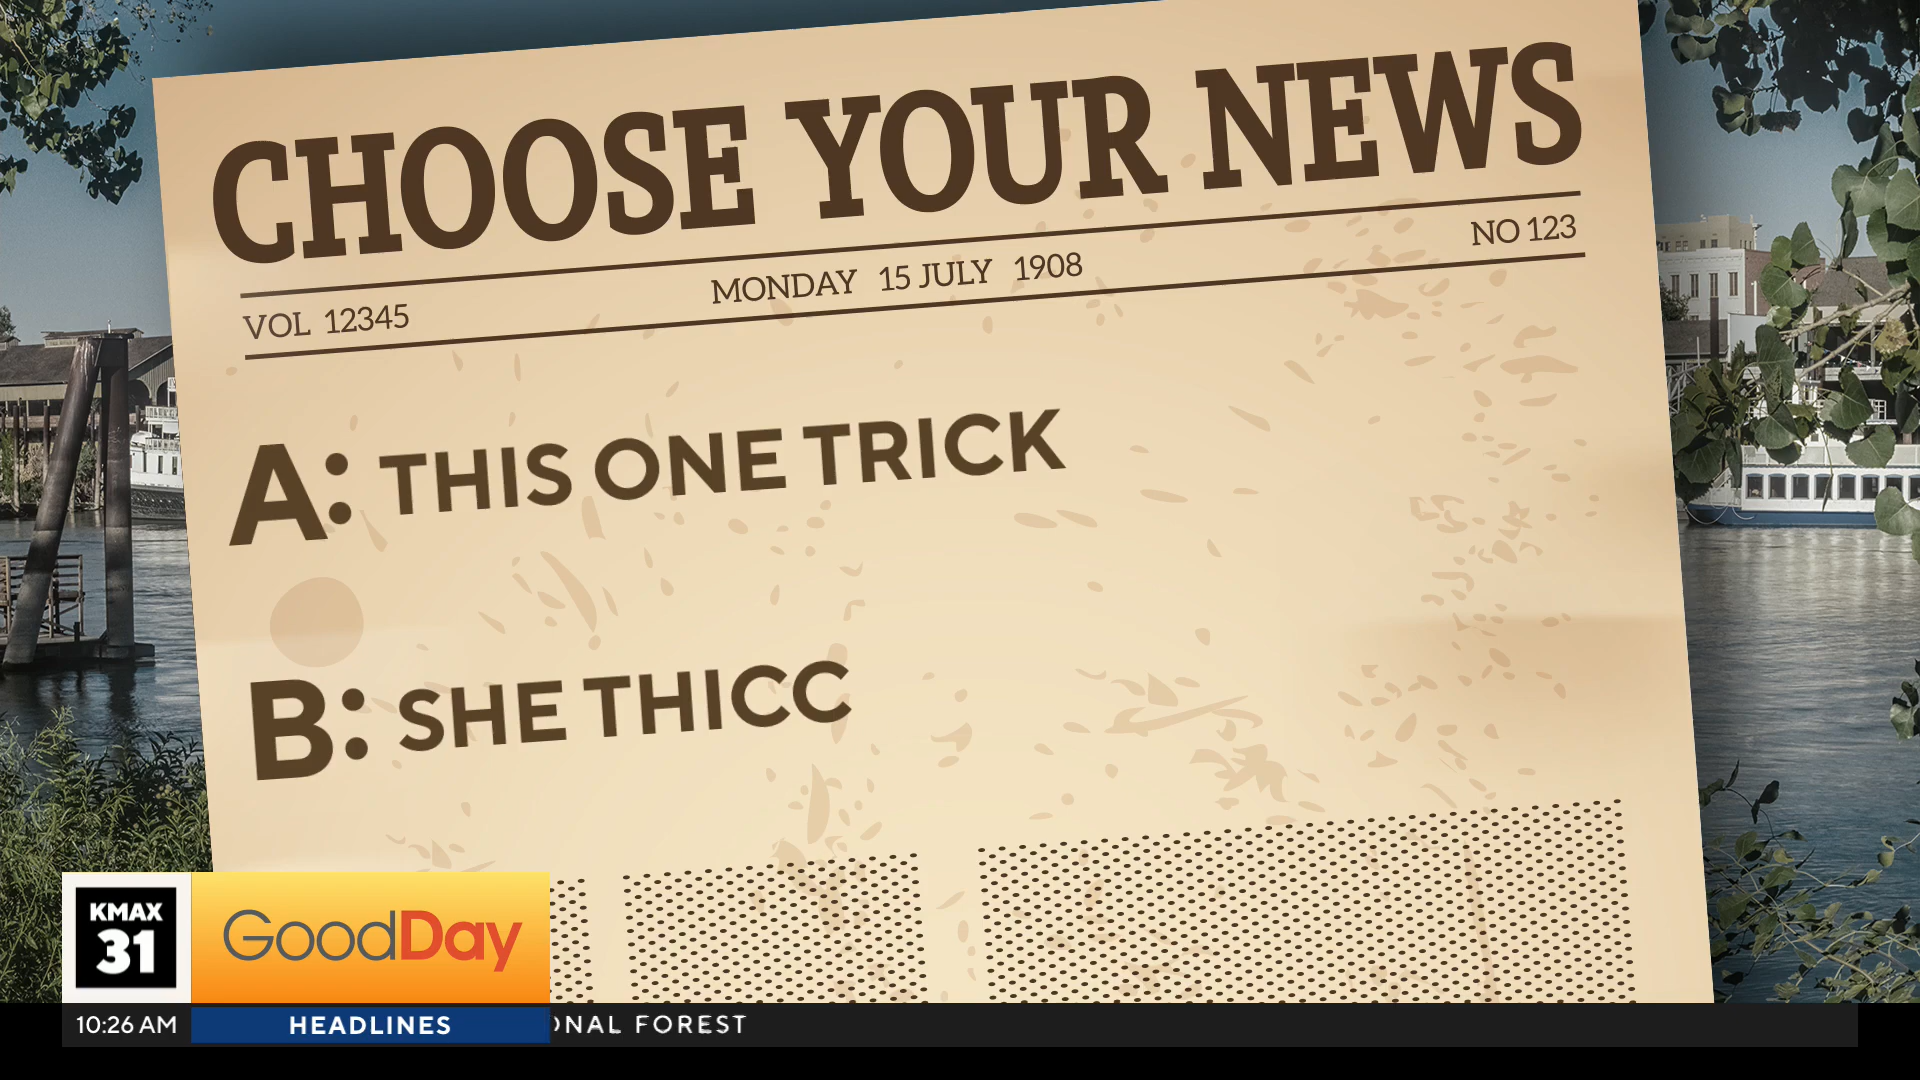 CHOOSE YOUR NEWS
VOL 12345 MONDAY 15 JULY 1908 NO 123
A: THIS ONE TRICK
B: SHE THICC
KMAX
31
GoodDay
10:26 AM HEADLINES ONAL FOREST